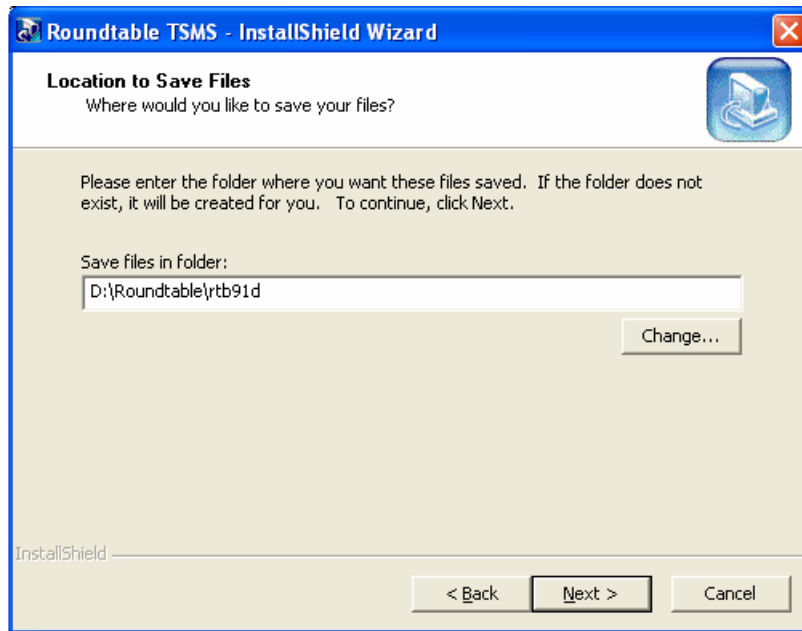 Roundtable TSMS - InstallShield Wizard
Location to Save Files
Where would you like to save your files?
Please enter the folder where you want these files saved.  If the folder does not
exist, it will be created for you.   To continue, click Next.
Save files in folder:
D:\Roundtable\rtb91d
Change...
InstallShield
< Back
Next >
Cancel